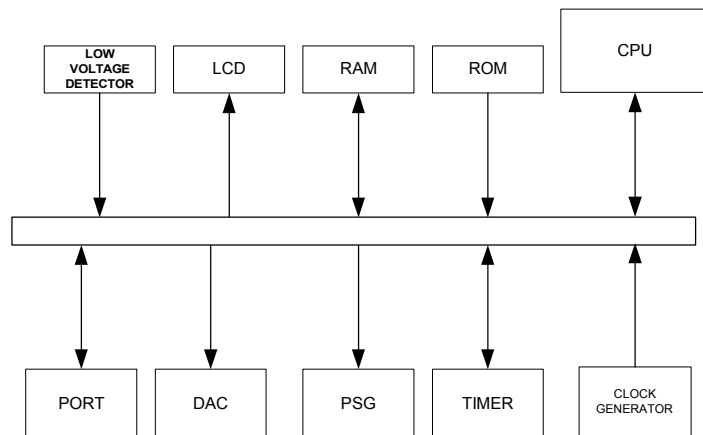 LOW
VOLTAGE
DETECTOR
LCD
RAM
ROM
CPU
PORT
DAC
PSG
TIMER
CLOCK
GENERATOR